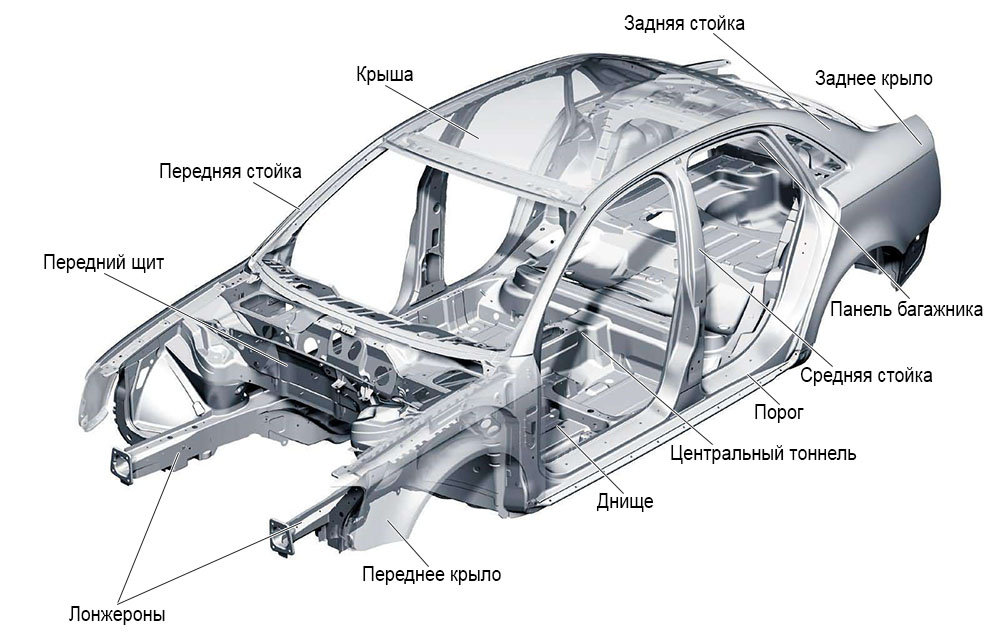 Задняя стойка
Крыша
Заднее крыло
Передняя стойка
Передний щит
Панель багажника
Средняя стойка
Порог
Центральный тоннель
Днище
Переднее крыло
Лонжероны